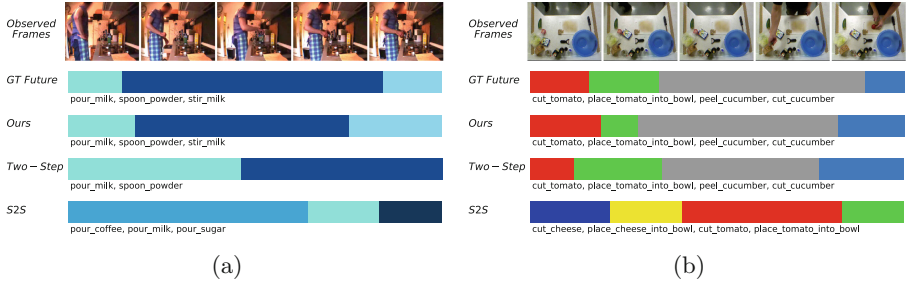 Observed
Frames
GT Future
pour_milk, spoon_powder, stir_milk
Ours
pour_milk, spoon_powder, stir_milk
Two − Step
pour_milk, spoon_powder
S2S
pour_coffee, pour_milk, pour_sugar
(a)
Observed
Frames
GT Future
cut_tomato, place_tomato_into_bowl, peel_cucumber, cut_cucumber
Ours
cut_tomato, place_tomato_into_bowl, peel_cucumber, cut_cucumber
Two − Step
cut_tomato, place_tomato_into_bowl, peel_cucumber, cut_cucumber
S2S
cut_cheese, place_cheese_into_bowl, cut_tomato, place_tomato_into_bowl
(b)